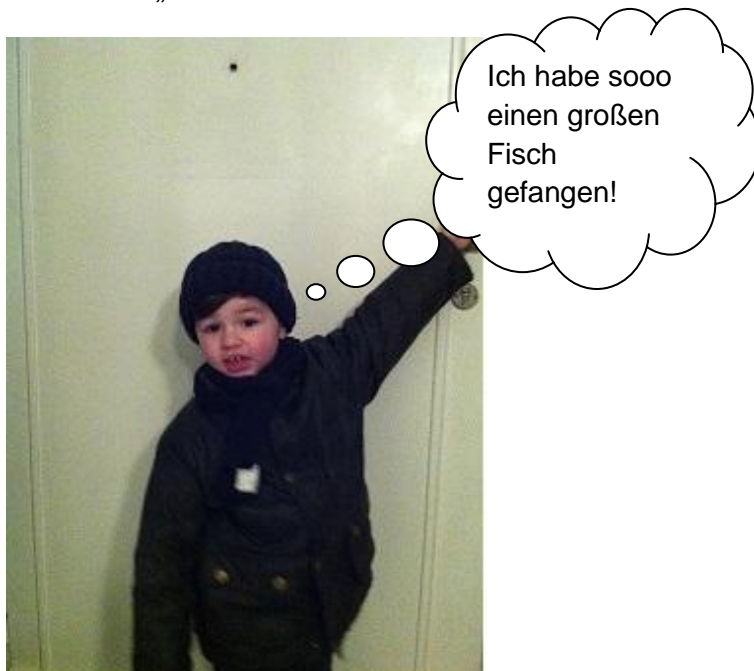 „
Ich habe sooo
einen großen
Fisch
gefangen!